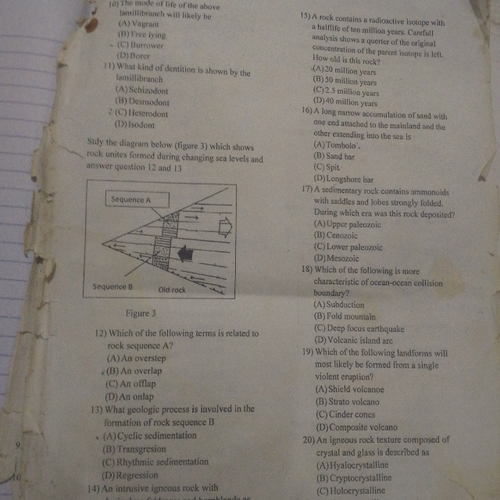 10) The mode of life of the above
lamillibranch will likely be
(A) Vagrant
(B) Free lying
(C) Burrower
(D) Borer
11) What kind of dentition is shown by the
lamillibranch
(A) Schizodont
(B) Desmodont
(C) Heterodont
(D) Isodont
Stdy the diagram below (figure 3) which shows
rock unites formed during changing sea levels and
answer question 12 and 13
Sequence A
Sequence B
Old rock
Figure 3
12) Which of the following terms is related to
rock sequence A?
(A) An overstep
(B) An overlap
(C) An offlap
(D) An onlap
13) What geologic process is involved in the
formation of rock sequence B
(A) Cyclic sedimentation
(B) Transgresion
(C) Rhythmic sedimentation
(D) Regression
14) An intrusive igneous rock with
15) A rock contains a radioactive isotope with
a halflife of ten million years. Carefull
analysis shows a querter of the original
concentration of the parent isotope is left.
How old is this rock?
(A) 20 million years
(B) 50 million years
(C) 2.5 million years
(D) 40 million years
16) A long narrow accumulation of sand with
one end attached to the mainland and the
other extending into the sea is
(A) Tombolo
(B) Sand bar
(C) Spit
(D) Longshore bar
17) A sedimentary rock contains ammonoids
with saddles and lobes strongly folded.
During which era was this rock deposited?
(A) Upper paleozoic
(B) Cenozoic
(C) Lower paleozoic
(D) Mesozoic
18) Which of the following is more
characteristic of ocean-ocean collision
boundary?
(A) Subduction
(B) Fold mountain
(C) Deep focus earthquake
(D) Volcanic island arc
19) Which of the following landforms will
most likely be formed from a single
violent eruption?
(A) Shield volcanoe
(B) Strato volcano
(C) Cinder cones
(D) Composite volcano
20) An igneous rock texture composed of
crystal and glass is described as
(A) Hyalocrystalline
(B) Cryptocrystalline
(C) Holocrystalline